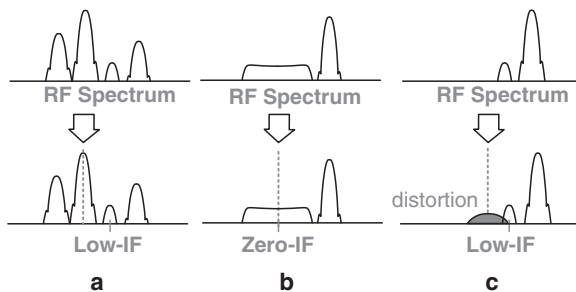 RF Spectrum RF Spectrum RF Spectrum
distortion
Low-IF Zero-IF Low-IF
a b c